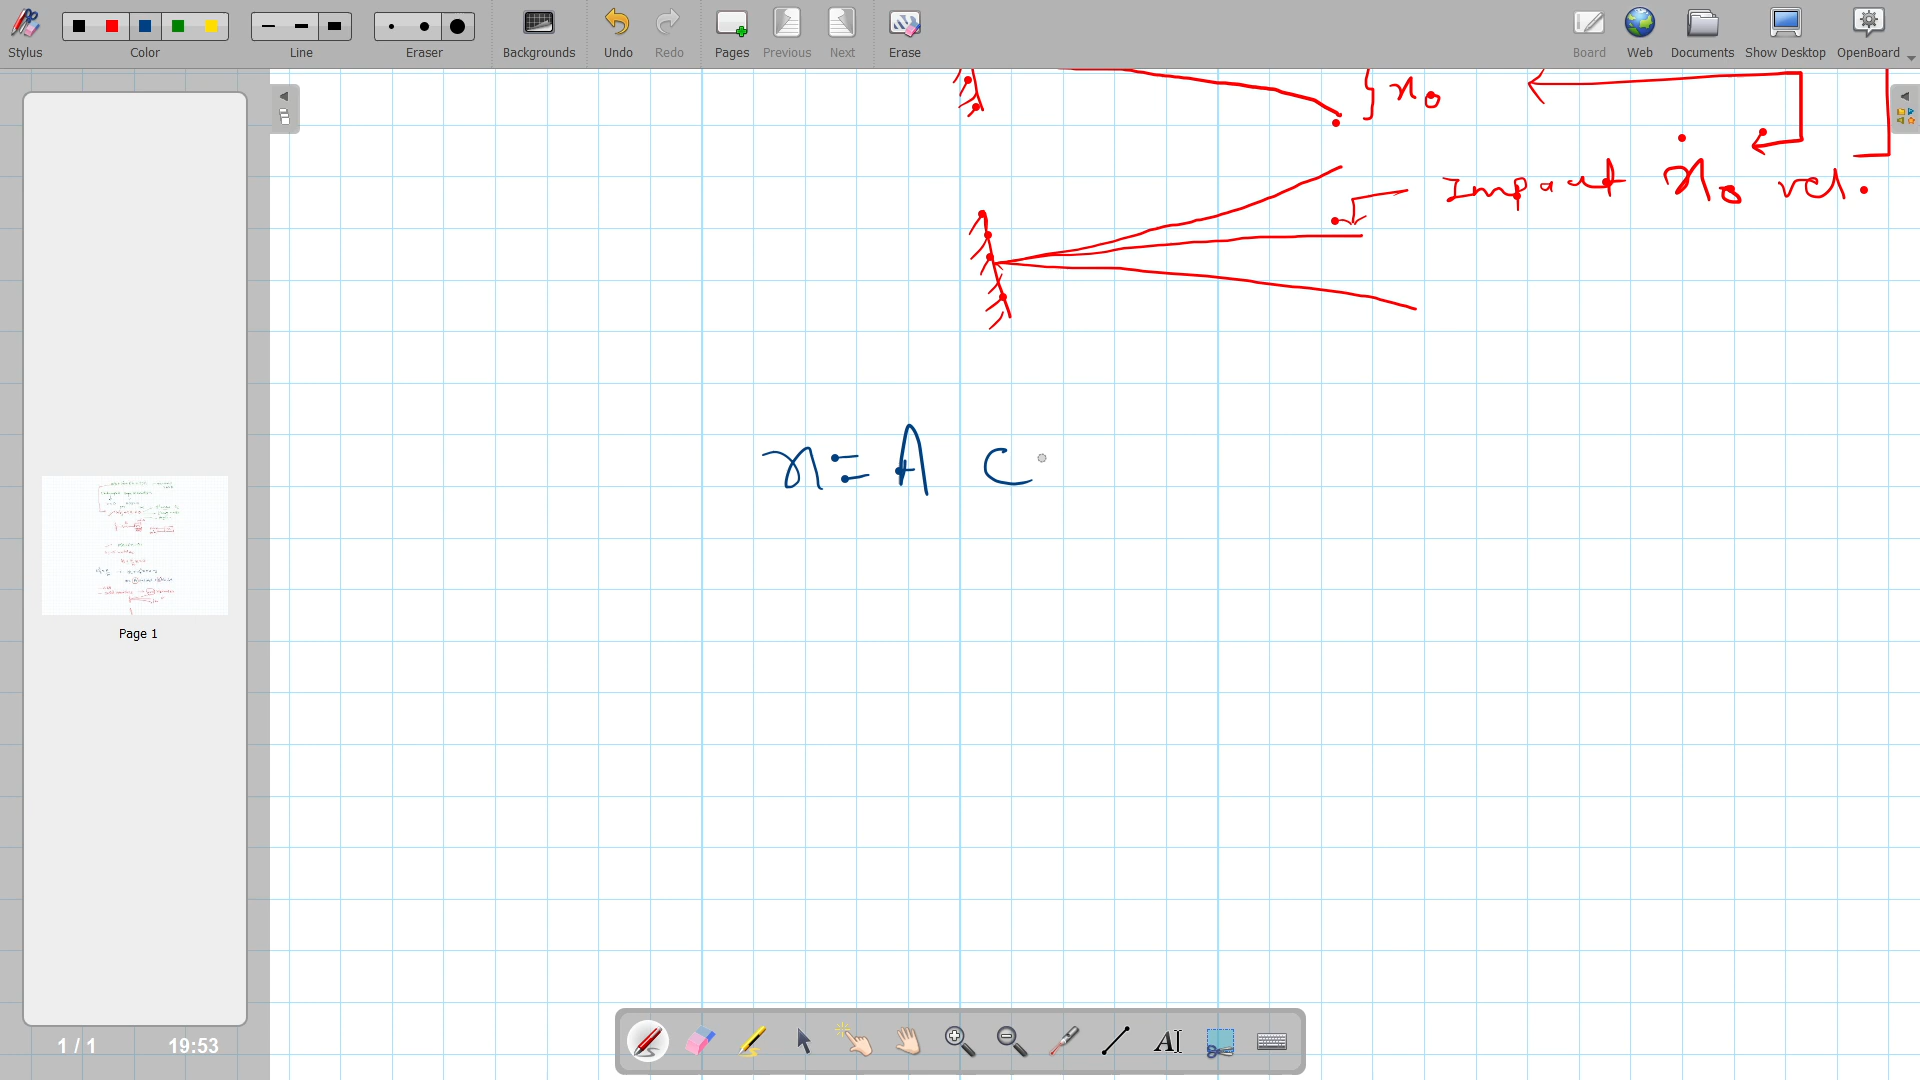 Stylus Color Line Eraser Backgrounds Undo Redo Pages Previous Next Erase Board Web Documents Show Desktop OpenBoard
x₀
Impact ẋ₀ vel.
x = A C
Page 1
1 / 1 19:53